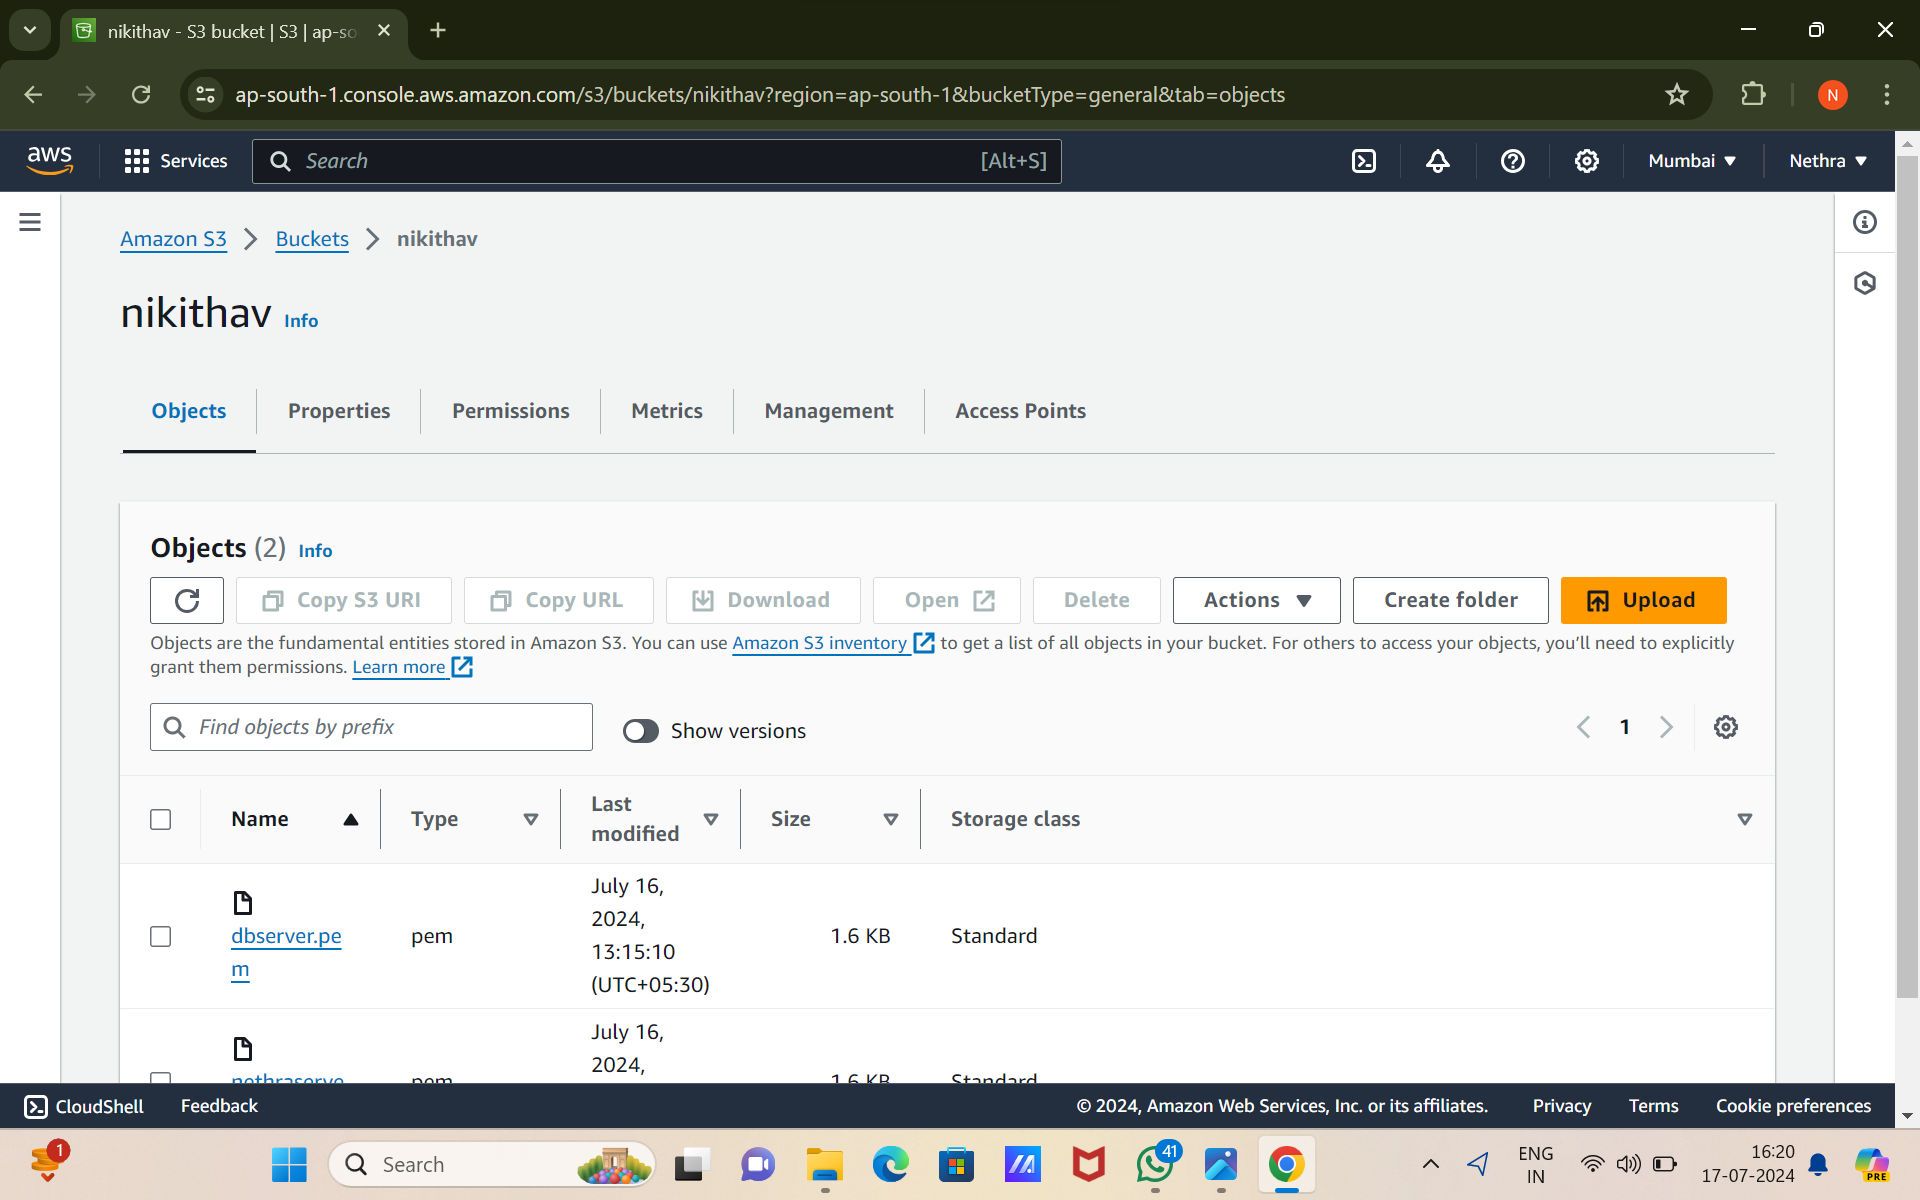 nikithav - S3 bucket | S3 | ap-so
ap-south-1.console.aws.amazon.com/s3/buckets/nikithav?region=ap-south-1&bucketType=general&tab=objects
N
aws
Services
Search
[Alt+S]
Mumbai
Nethra
Amazon S3
Buckets
nikithav
nikithav Info
Objects
Properties
Permissions
Metrics
Management
Access Points
Objects (2) Info
Copy S3 URI
Copy URL
Download
Open
Delete
Actions
Create folder
Upload
Objects are the fundamental entities stored in Amazon S3. You can use Amazon S3 inventory to get a list of all objects in your bucket. For others to access your objects, you’ll need to explicitly
grant them permissions. Learn more
Find objects by prefix
Show versions
1
Name
Type
Last
modified
Size
Storage class
dbserver.pe
m
pem
July 16,
2024,
13:15:10
(UTC+05:30)
1.6 KB
Standard
nethraserve
pem
July 16,
2024,
1.6 KB
Standard
CloudShell
Feedback
© 2024, Amazon Web Services, Inc. or its affiliates.
Privacy
Terms
Cookie preferences
1
Search
41
ENG
IN
16:20
17-07-2024
PRE